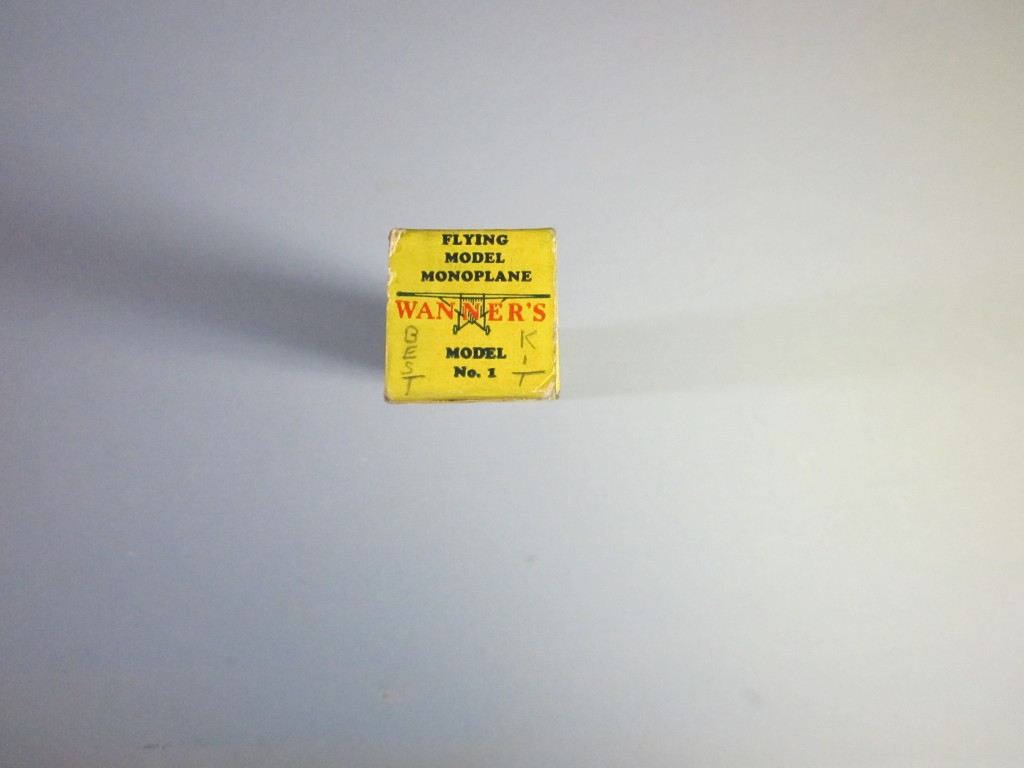 FLYING
MODEL
MONOPLANE
WANNER'S
BEST
KIT
MODEL
No. 1